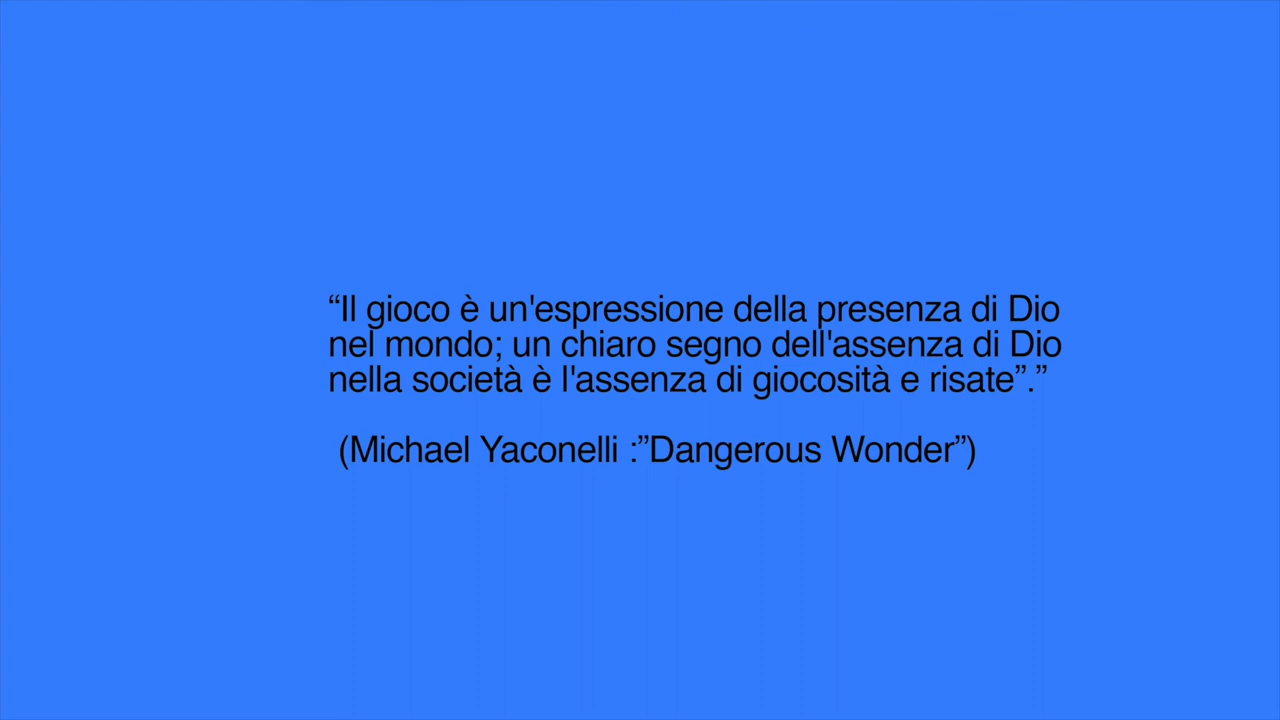 “Il gioco è un'espressione della presenza di Dio
nel mondo; un chiaro segno dell'assenza di Dio
nella società è l'assenza di giocosità e risate”.”
(Michael Yaconelli :”Dangerous Wonder”)